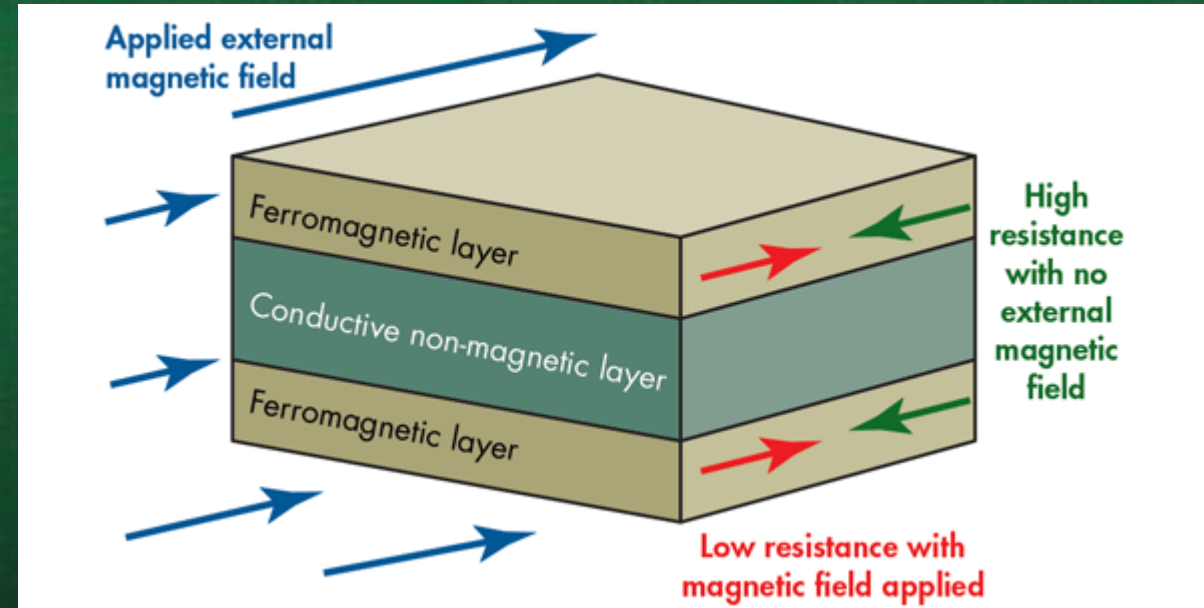 Applied external
magnetic field
Ferromagnetic layer
Conductive non-magnetic layer
Ferromagnetic layer
High
resistance
with no
external
magnetic
field
Low resistance with
magnetic field applied